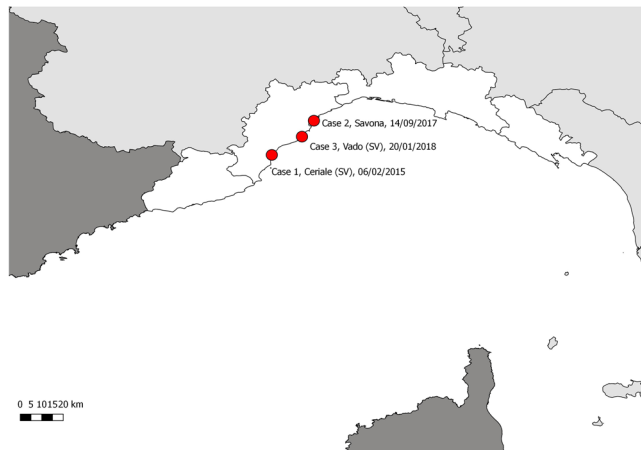 Case 2, Savona, 14/09/2017
Case 3, Vado (SV), 20/01/2018
Case 1, Ceriale (SV), 06/02/2015
0 5 101520 km